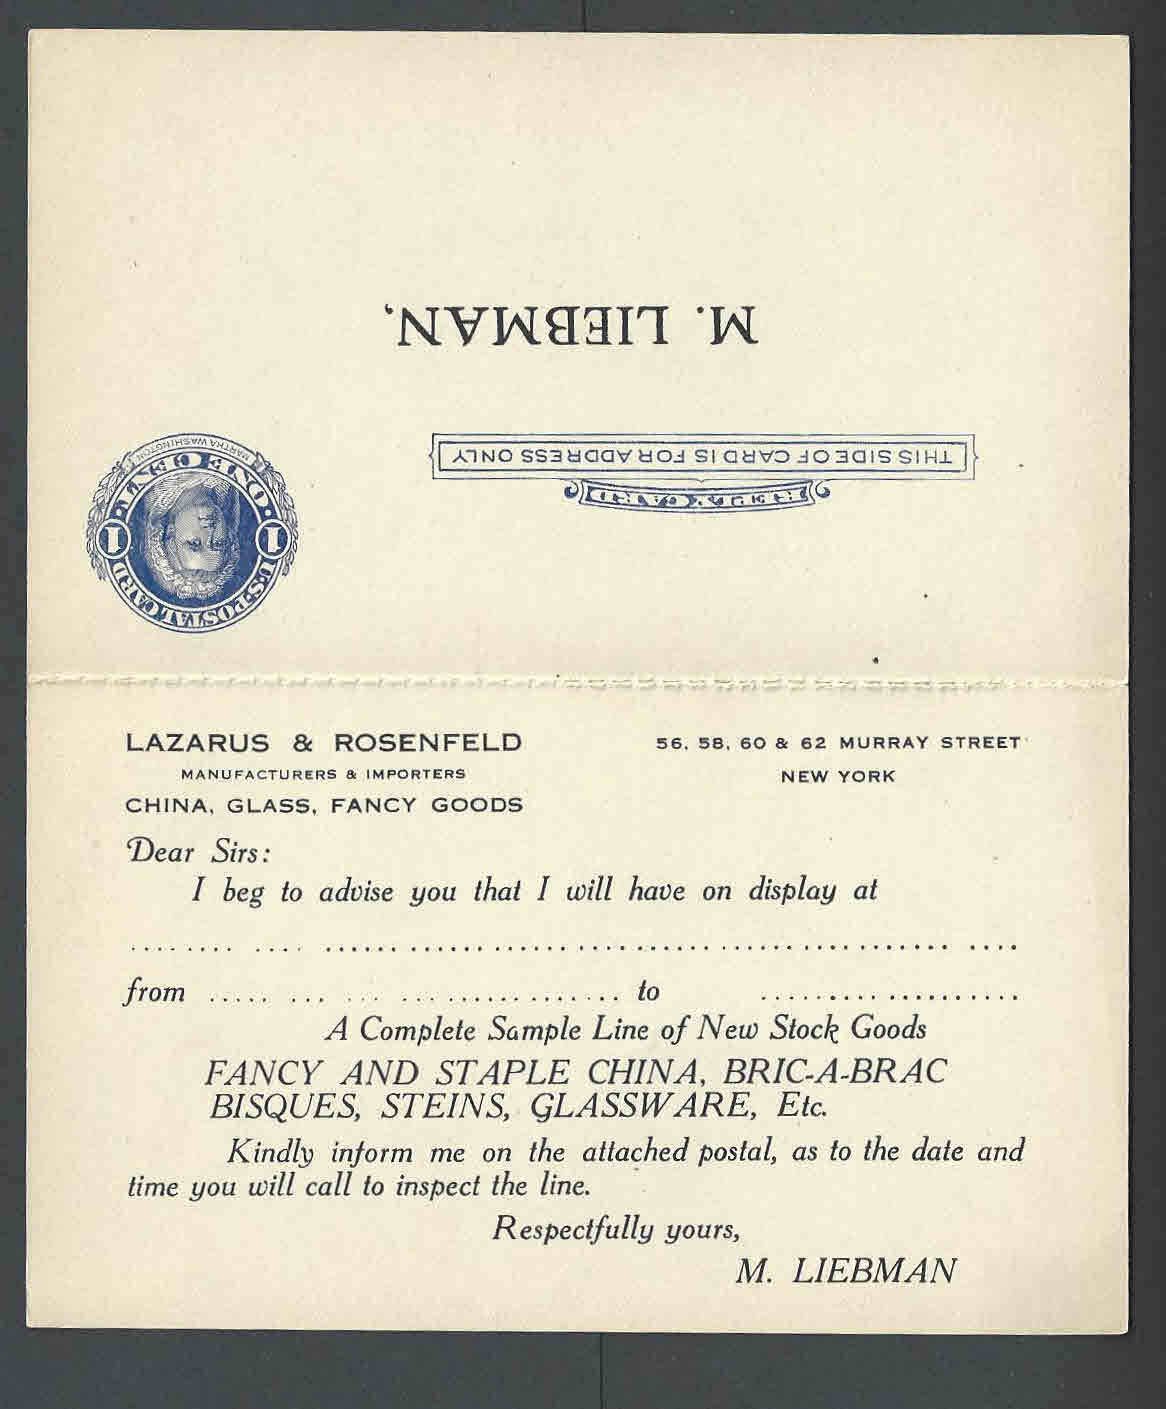 M. LIEBMAN,
THIS SIDE OF CARD IS FOR ADDRESS ONLY
REPLY CARD.
MARTHA WASHINGTON
ONE CENT
1 1
U.S. POSTAL CARD
LAZARUS & ROSENFELD
MANUFACTURERS & IMPORTERS
CHINA, GLASS, FANCY GOODS
56, 58, 60 & 62 MURRAY STREET
NEW YORK
Dear Sirs:
I beg to advise you that I will have on display at
from ..... ... ... .................. to ....................
A Complete Sample Line of New Stock Goods
FANCY AND STAPLE CHINA, BRIC-A-BRAC
BISQUES, STEINS, GLASSWARE, Etc.
Kindly inform me on the attached postal, as to the date and
time you will call to inspect the line.
Respectfully yours,
M. LIEBMAN